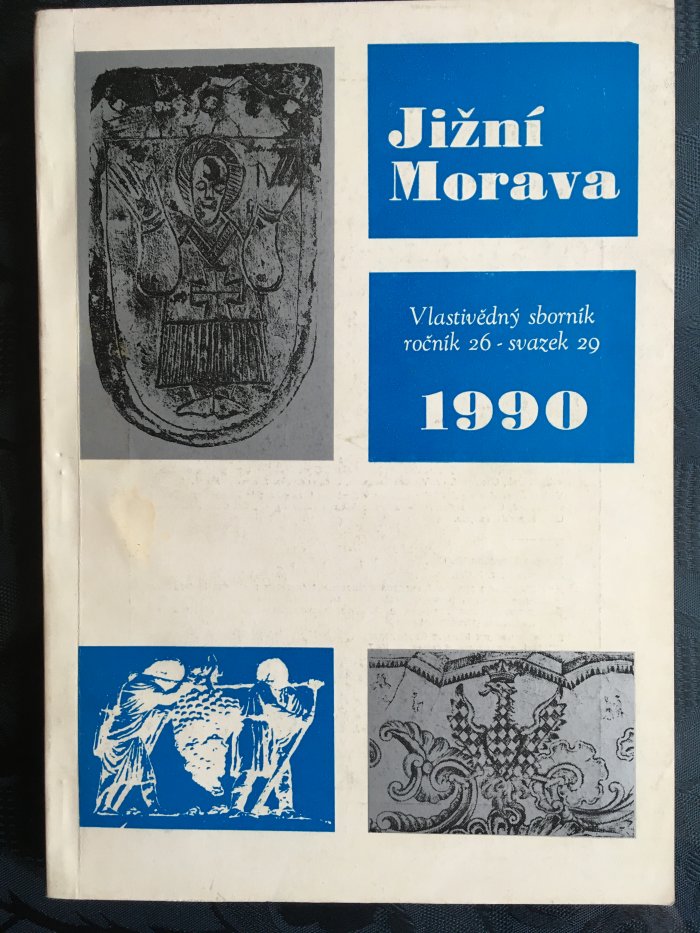 Jižní
Morava
Vlastivědný sborník
ročník 26 - svazek 29
1990